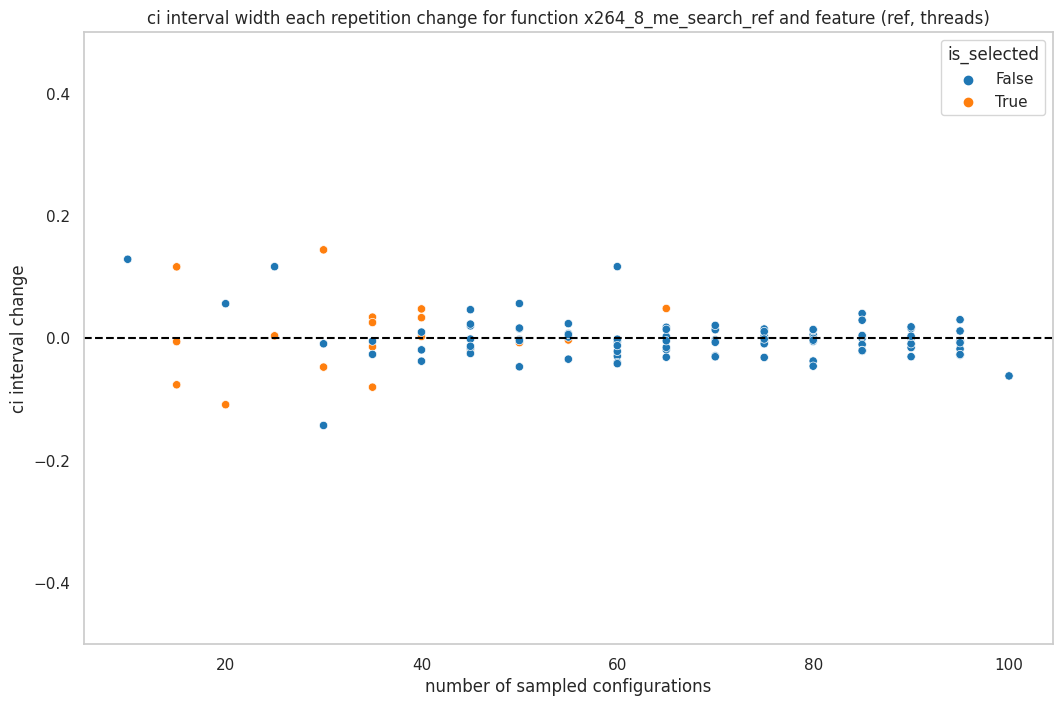 ci interval width each repetition change for function x264_8_me_search_ref and feature (ref, threads)
is_selected
False
True
ci interval change
0.4
0.2
0.0
−0.2
−0.4
20
40
60
80
100
number of sampled configurations